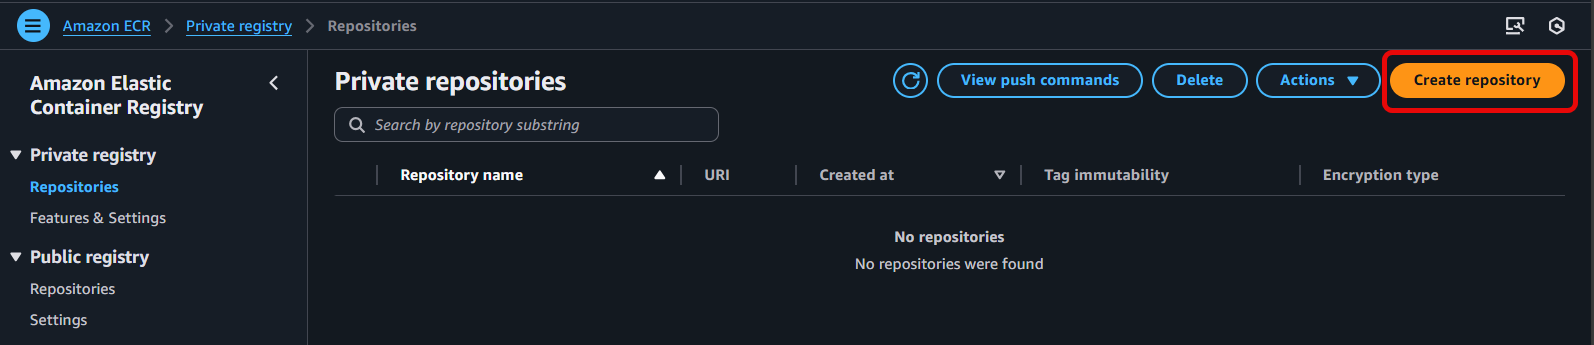 Amazon ECR
Private registry
Repositories
Amazon Elastic
Container Registry
Private registry
Repositories
Features & Settings
Public registry
Repositories
Settings
Private repositories
View push commands
Delete
Actions
Create repository
Search by repository substring
Repository name
URI
Created at
Tag immutability
Encryption type
No repositories
No repositories were found